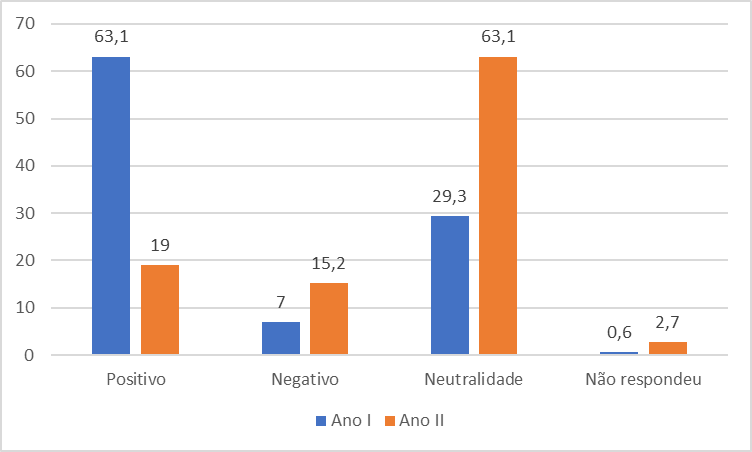 70
63,1
63,1
60
50
40
29,3
30
19
20
15,2
7
10
0,6
2,7
0
Positivo
Negativo
Neutralidade
Não respondeu
Ano I
Ano II